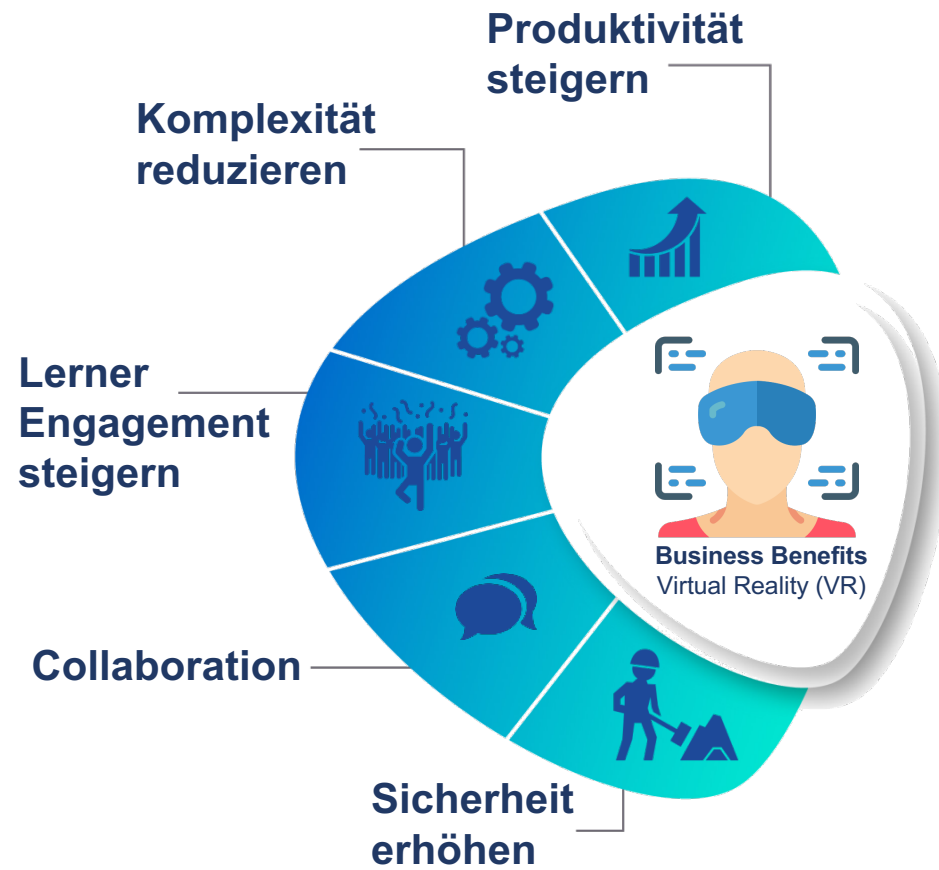 Produktivität
steigern
Komplexität
reduzieren
Lerner
Engagement
steigern
Business Benefits
Virtual Reality (VR)
Collaboration
Sicherheit
erhöhen